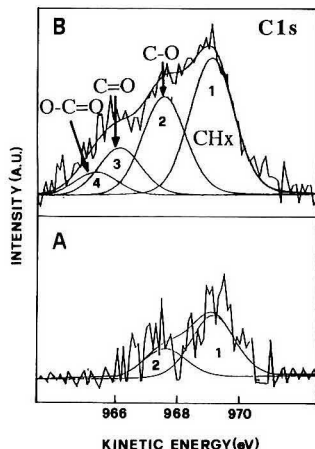 B
C1s
C-O
C=O
O-C=O
1
2
CHx
3
4
INTENSITY (A.U.)
A
2
1
966
968
970
KINETIC ENERGY(eV)